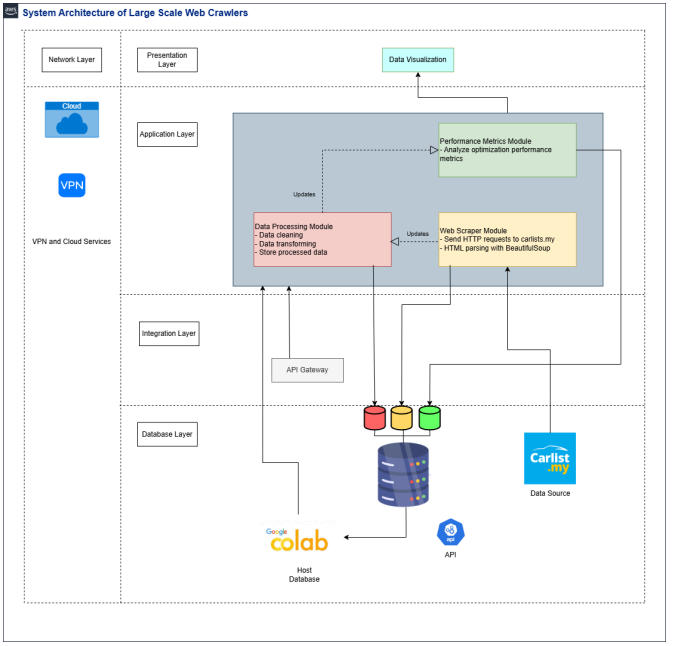 aws
System Architecture of Large Scale Web Crawlers
Network Layer
Presentation
Layer
Data Visualization
Cloud
Application Layer
Performance Metrics Module
- Analyze optimization performance
metrics
VPN
Updates
VPN and Cloud Services
Data Processing Module
- Data cleaning
- Data transforming
- Store processed data
Updates
Web Scraper Module
- Send HTTP requests to carlists.my
- HTML parsing with BeautifulSoup
Integration Layer
API Gateway
Database Layer
Carlist
.my
Data Source
Google
colab
Host
Database
api
API